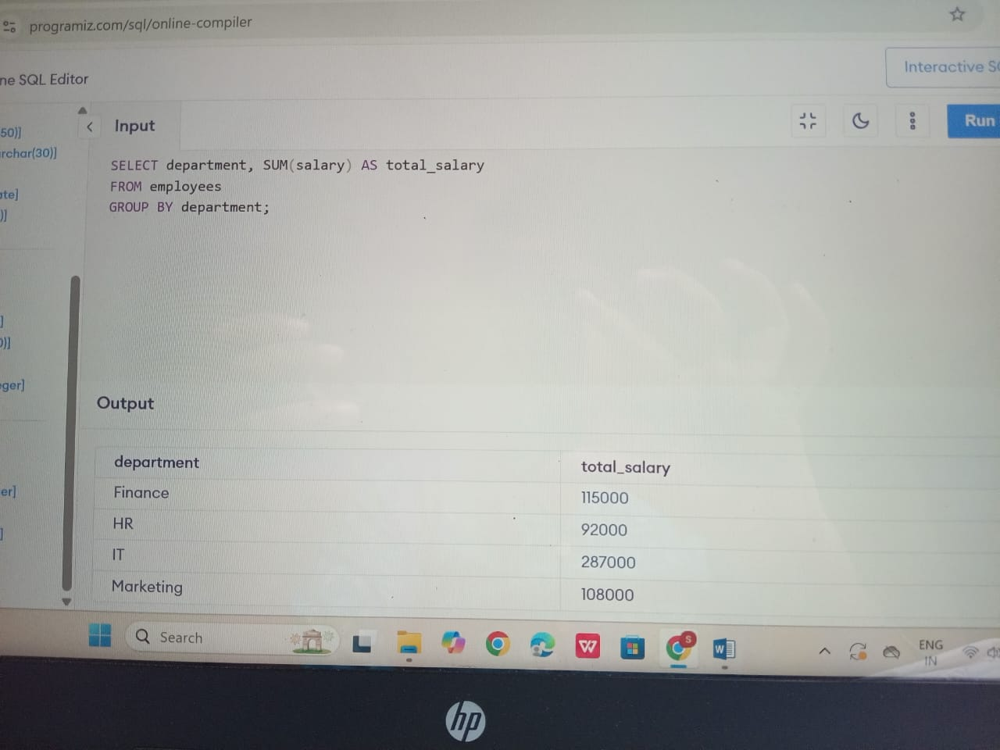 programiz.com/sql/online-compiler
ne SQL Editor
Interactive S
50)]
rchar(30)]
ate]
)]
]
0)]
eger]
er]
]
Input
Run
SELECT department, SUM(salary) AS total_salary
FROM employees
GROUP BY department;
Output
department total_salary
Finance 115000
HR 92000
IT 287000
Marketing 108000
Search
S
W
W
ENG
IN
hp